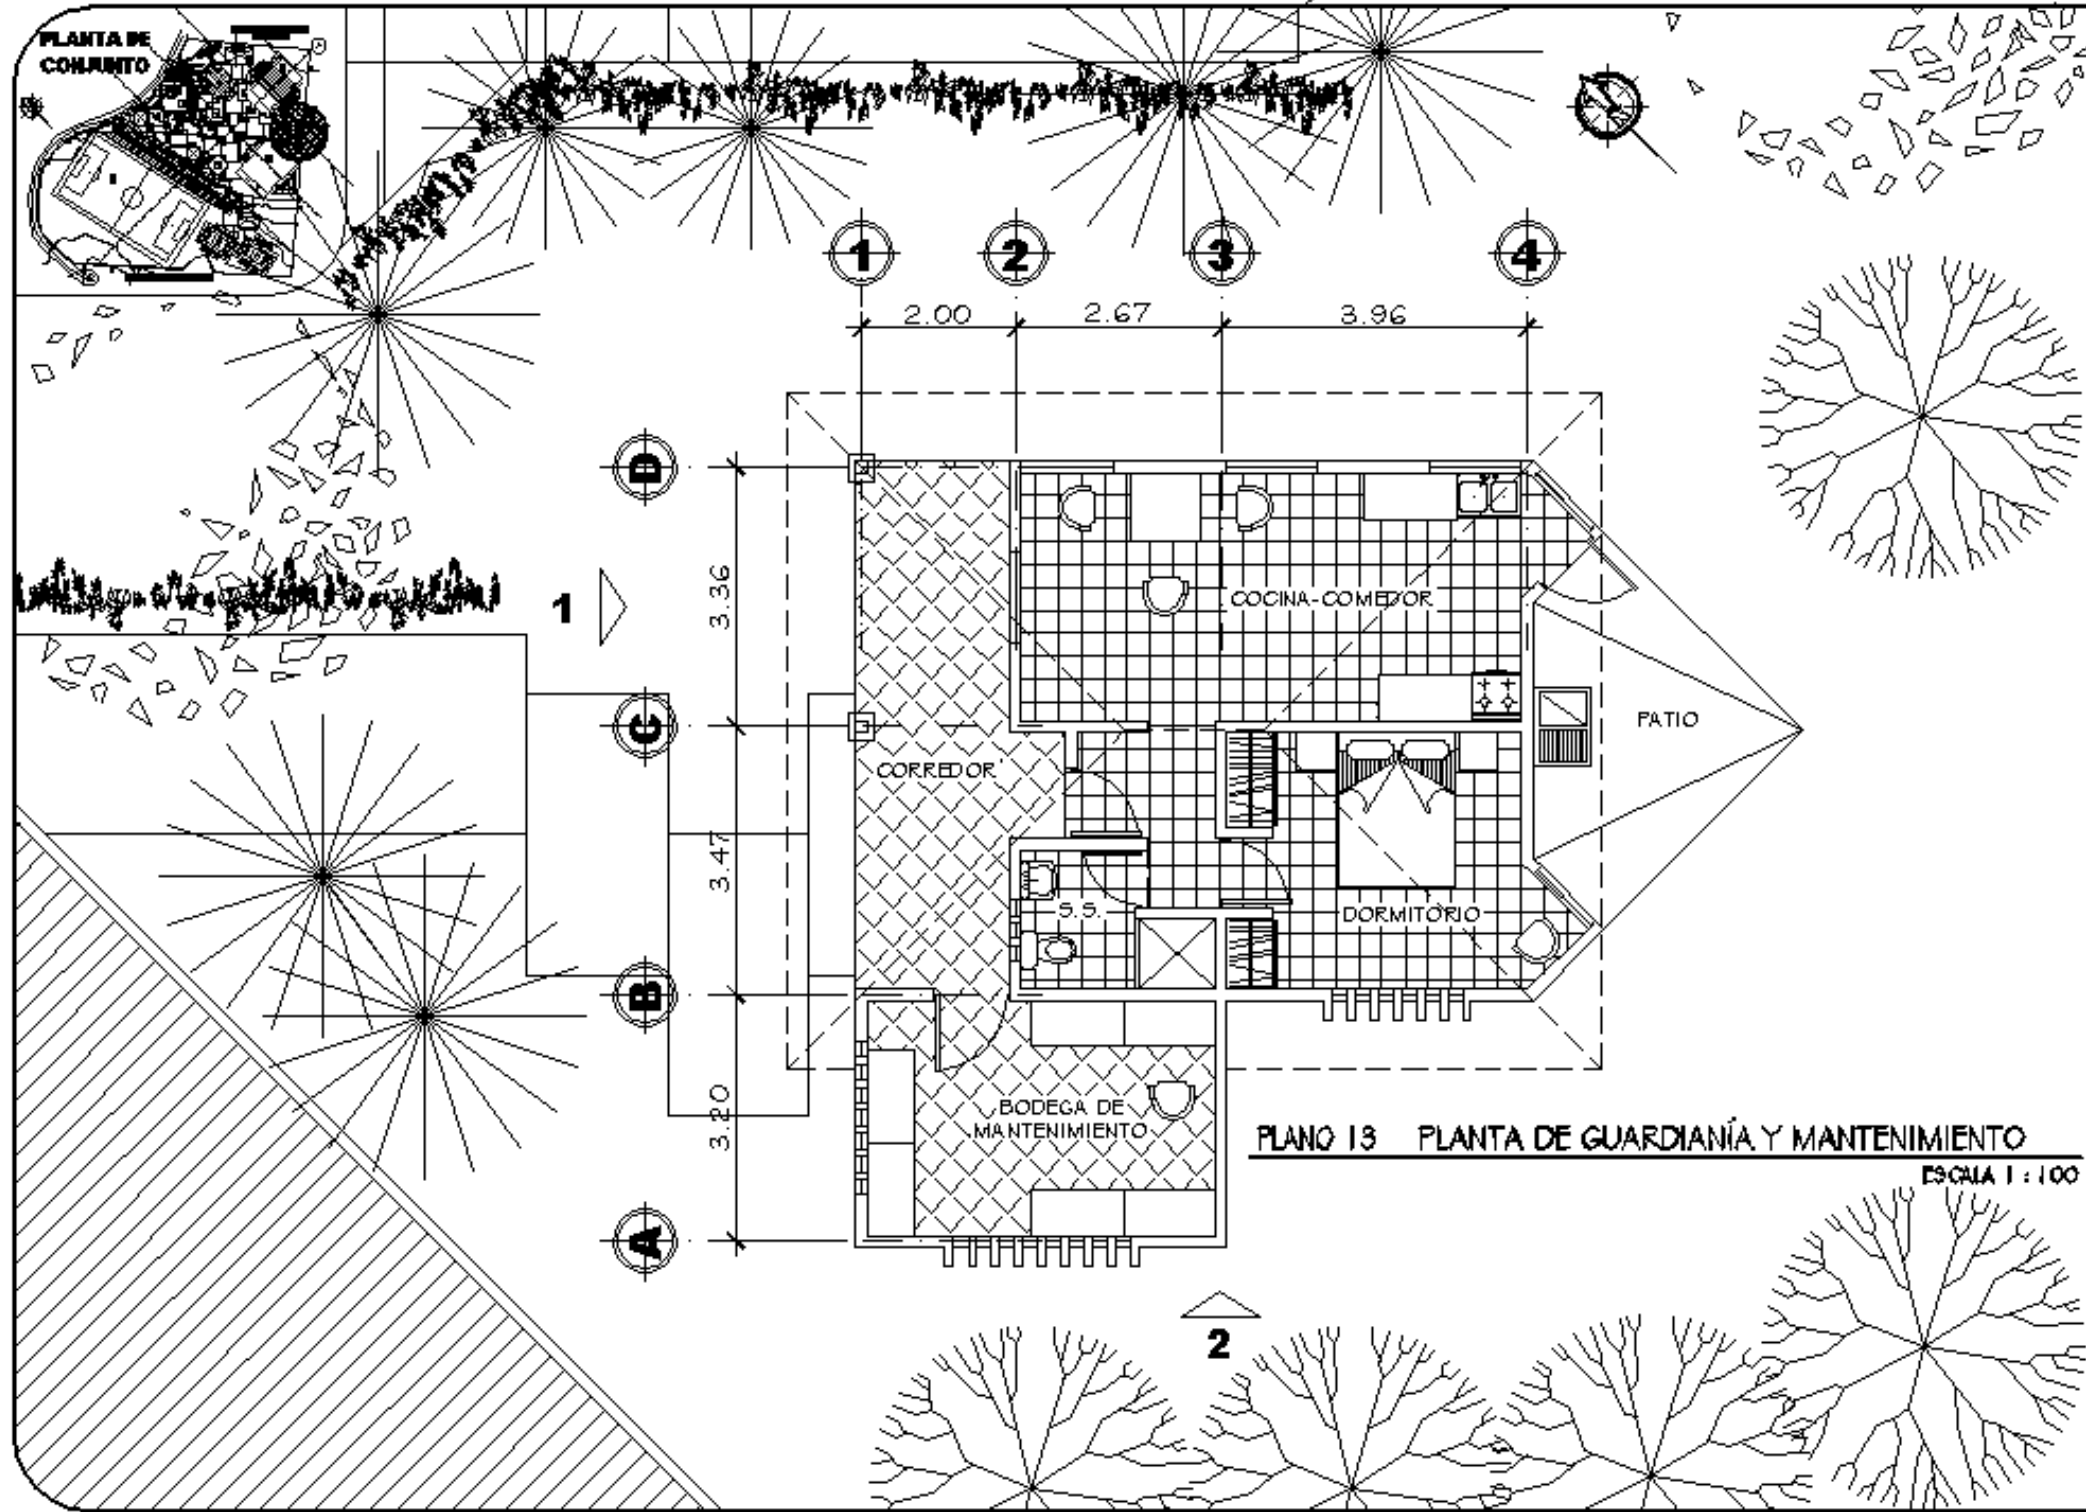 PLANTA DE
CONJUNTO
1 2 3 4
2.00 2.67 3.96
D
3.36
1
COCINA-COMEDOR
C
PATIO
CORREDOR
3.47
S.S.
DORMITORIO
B
3.20
BODEGA DE
MANTENIMIENTO
PLANO 13 PLANTA DE GUARDIANÍA Y MANTENIMIENTO
ESCALA 1 : 100
A
2